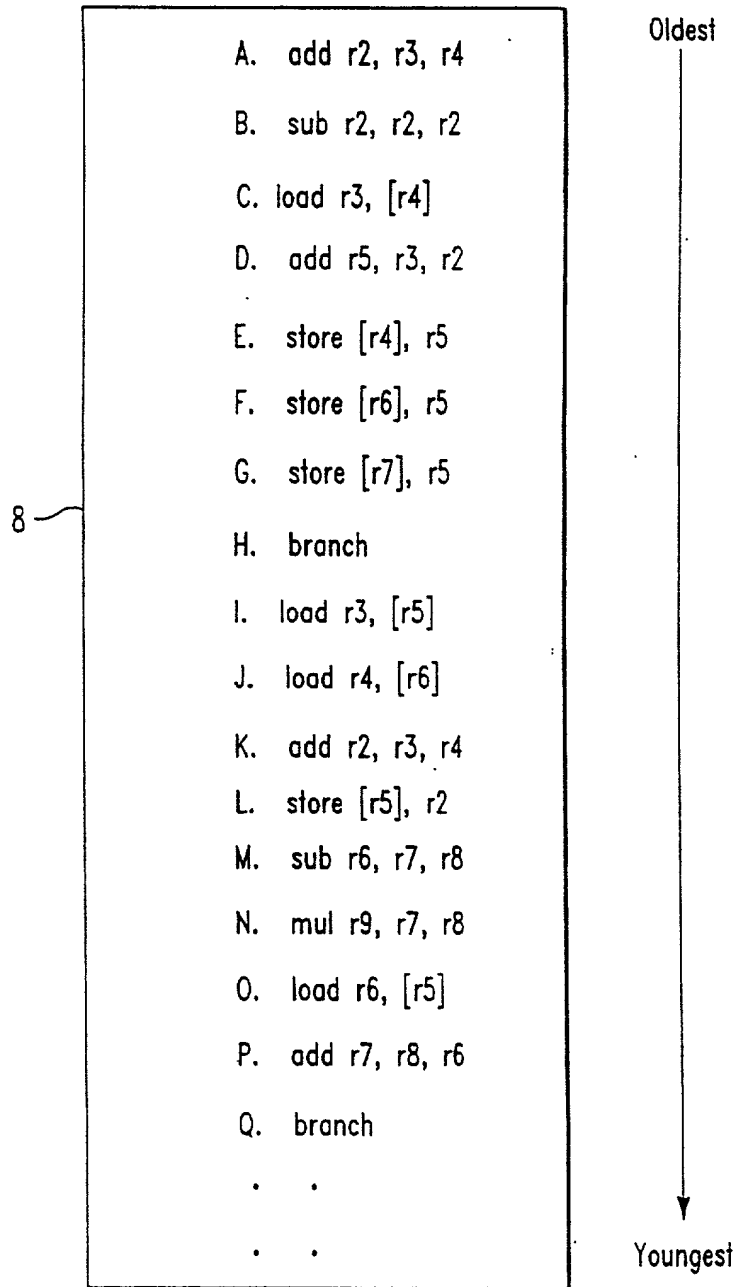 Oldest
A. add r2, r3, r4
B. sub r2, r2, r2
C. load r3, [r4]
D. add r5, r3, r2
E. store [r4], r5
F. store [r6], r5
G. store [r7], r5
8
H. branch
I. load r3, [r5]
J. load r4, [r6]
K. add r2, r3, r4
L. store [r5], r2
M. sub r6, r7, r8
N. mul r9, r7, r8
O. load r6, [r5]
P. add r7, r8, r6
Q. branch
. .
. .
Youngest